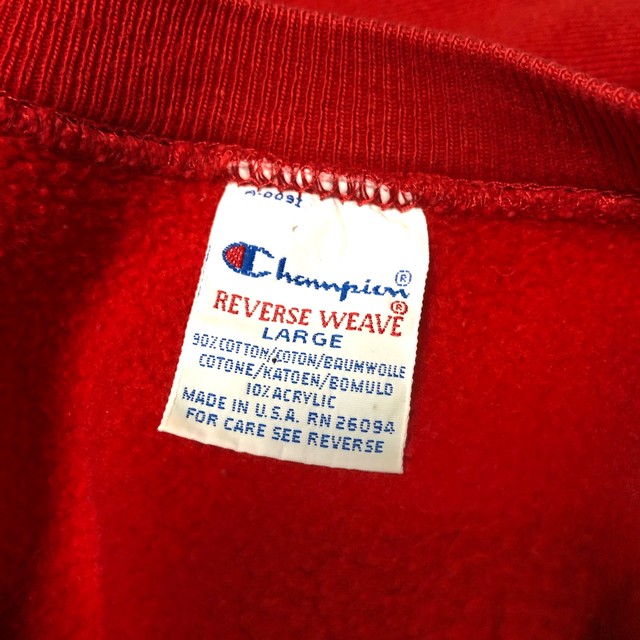 Champion®
REVERSE WEAVE®
LARGE
90% COTTON/COTON/BAUMWOLLE
COTONE/KATOEN/BOMULD
10% ACRYLIC
MADE IN U.S.A. RN 26094
FOR CARE SEE REVERSE